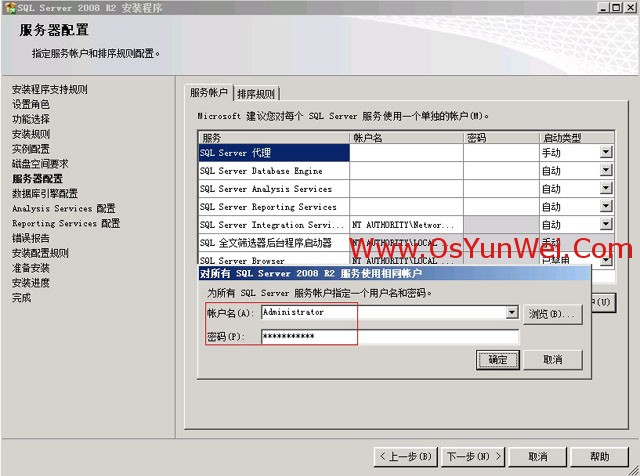 SQL Server 2008 R2 安装程序
服务器配置
指定服务帐户和排序规则配置。
安装程序支持规则
设置角色
功能选择
安装规则
实例配置
磁盘空间要求
服务器配置
数据库引擎配置
Analysis Services 配置
Reporting Services 配置
错误报告
安装配置规则
准备安装
安装进度
完成
服务帐户 排序规则
Microsoft 建议您对每个 SQL Server 服务使用一个单独的帐户(M)。
服务 帐户名 密码 启动类型
SQL Server 代理 手动
SQL Server Database Engine 自动
SQL Server Analysis Services 自动
SQL Server Reporting Services 自动
SQL Server Integration Servi... NT AUTHORITY\Networ... 自动
SQL 全文筛选器后台程序启动器 NT AUTHORITY\LOCAL 手动
SQL Server Browser NT AUTHORITY\LOCAL 已禁用
www.OsYunWei.Com
户(U)
对所有 SQL Server 2008 R2 服务使用相同帐户
为所有 SQL Server 服务帐户指定一个用户名和密码。
帐户名(A): Administrator 浏览(B)...
密码(P): ***********
确定 取消
< 上一步(B) 下一步(N) > 取消 帮助